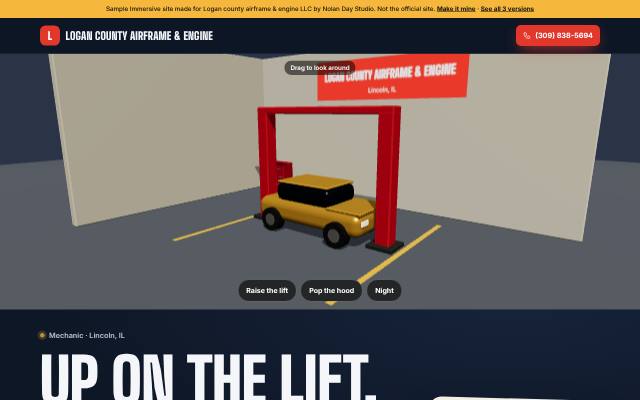 Sample Immersive site made for Logan county airframe & engine LLC by Nolan Day Studio. Not the official site. Make it mine · See all 3 versions
L LOGAN COUNTY AIRFRAME & ENGINE
(309) 838-5694
Drag to look around
LOGAN COUNTY AIRFRAME & ENGINE
Lincoln, IL
Raise the lift
Pop the hood
Night
Mechanic · Lincoln, IL
UP ON THE LIFT.